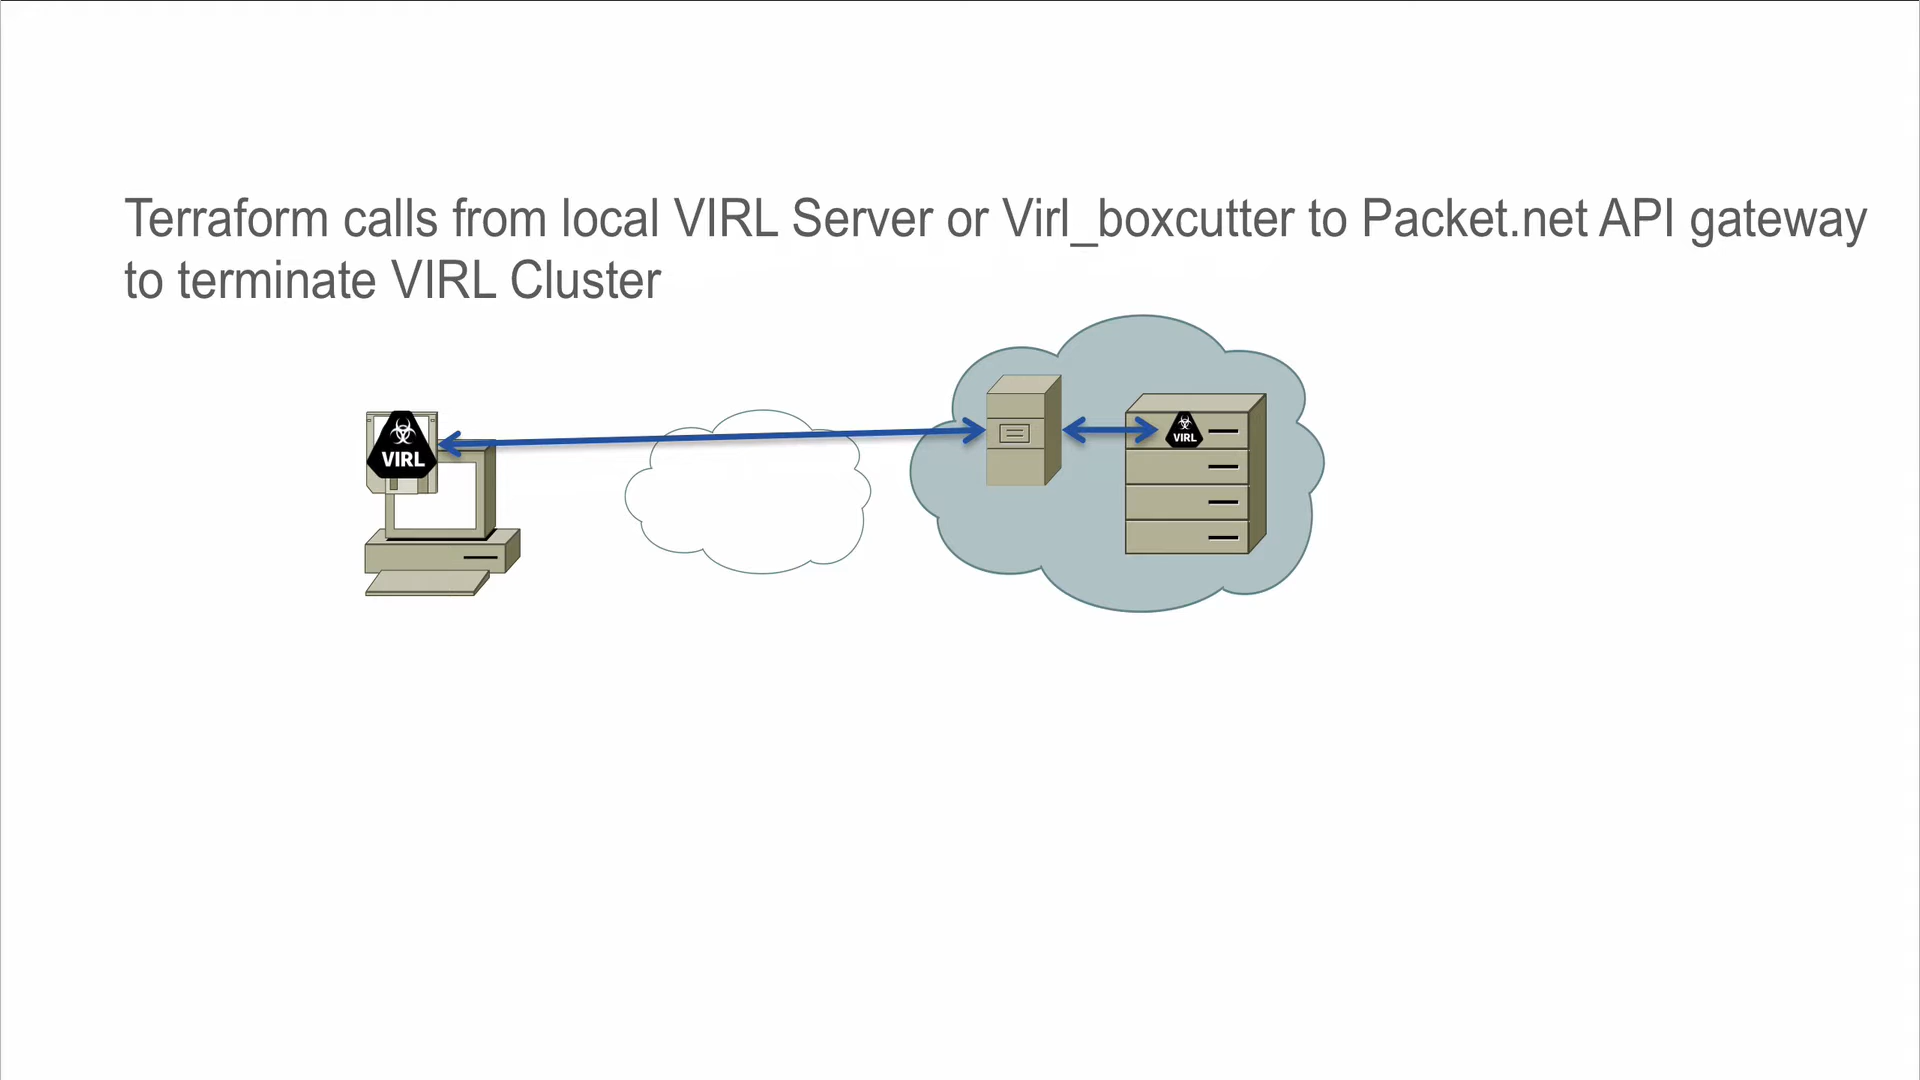 Terraform calls from local VIRL Server or Virl_boxcutter to Packet.net API gateway
to terminate VIRL Cluster
VIRL
VIRL